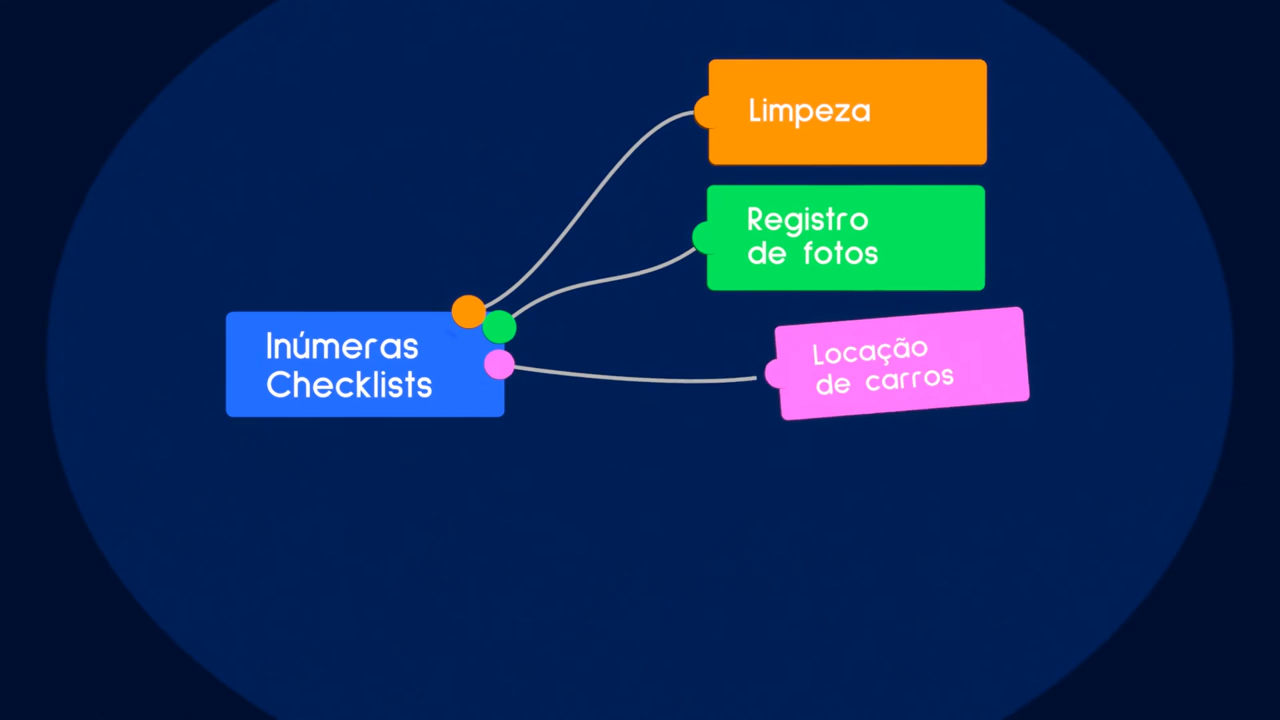 Limpeza
Registro
de fotos
Inúmeras
Checklists
Locação
de carros